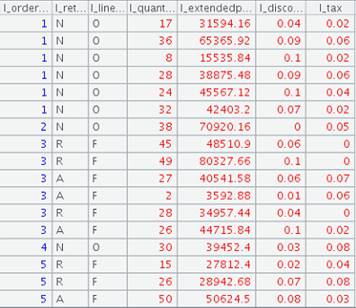 l_order... l_ret... l_line... l_quant... l_extendedp... l_disco... l_tax
1 N O 17 31594.16 0.04 0.02
1 N O 36 65365.92 0.09 0.06
1 N O 8 15535.84 0.1 0.02
1 N O 28 38875.48 0.09 0.06
1 N O 24 45567.12 0.1 0.04
1 N O 32 42403.2 0.07 0.02
2 N O 38 70920.16 0 0.05
3 R F 45 48510.9 0.06 0
3 R F 49 80327.66 0.1 0
3 A F 27 40541.58 0.06 0.07
3 A F 2 3592.88 0.01 0.06
3 R F 28 34957.44 0.04 0
3 A F 26 44715.84 0.1 0.02
4 N O 30 39452.4 0.03 0.08
5 R F 15 27812.4 0.02 0.04
5 R F 26 28942.68 0.07 0.08
5 A F 50 50624.5 0.08 0.03